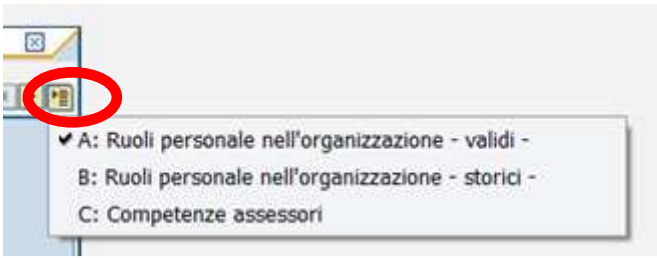 A: Ruoli personale nell'organizzazione - validi -
B: Ruoli personale nell'organizzazione - storici -
C: Competenze assessori